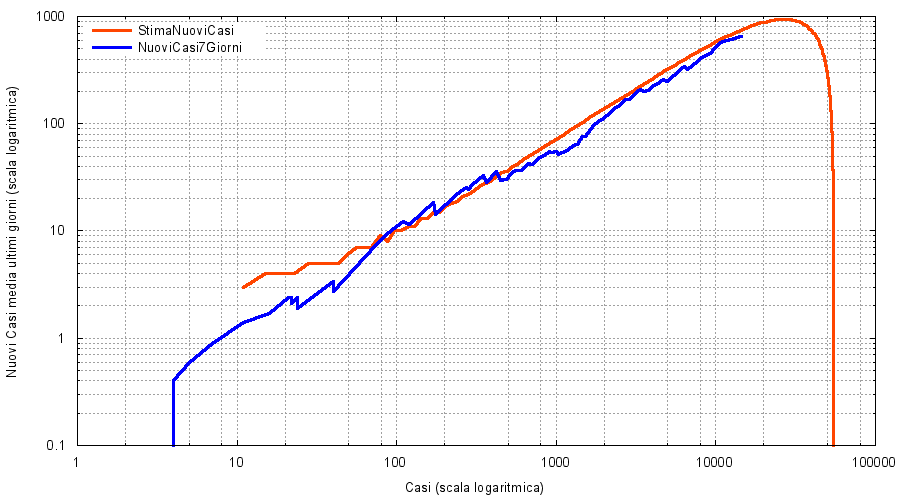 1000
100
10
1
0.1
StimaNuoviCasi
NuoviCasi7Giorni
Nuovi Casi media ultimi giorni (scala logaritmica)
1
10
100
1000
10000
100000
Casi (scala logaritmica)